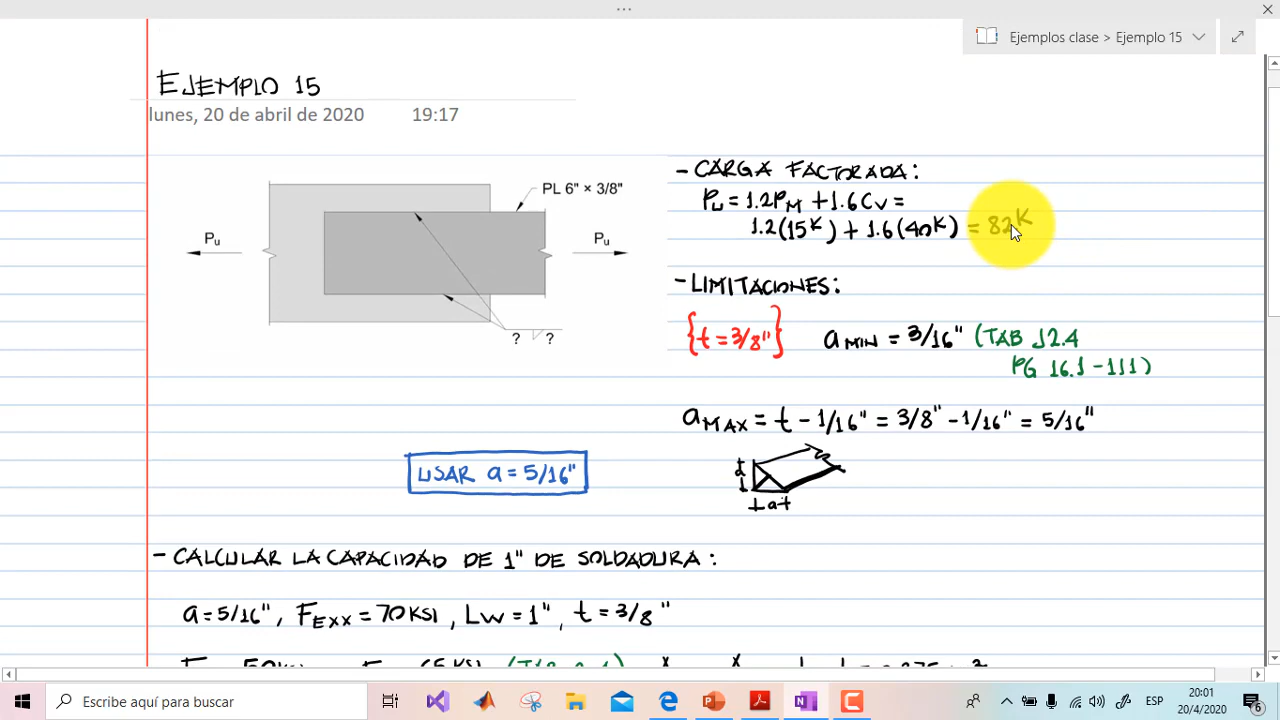 Ejemplos clase > Ejemplo 15
EJEMPLO 15
lunes, 20 de abril de 2020 19:17
PL 6" × 3/8"
Pu
Pu
? ?
- CARGA FACTORADA:
Pu = 1.2PM + 1.6CV =
1.2(15K) + 1.6(40K) = 82K
- LIMITACIONES:
{t = 3/8"} aMIN = 3/16" (TAB J2.4
PG 16.1-111)
aMAX = t - 1/16" = 3/8" - 1/16" = 5/16"
a
a
USAR a = 5/16"
- CALCULAR LA CAPACIDAD DE 1" DE SOLDADURA:
a = 5/16", FEXX = 70 KSI, Lw = 1", t = 3/8"
Escribe aquí para buscar
ESP
20:01
20/4/2020
6